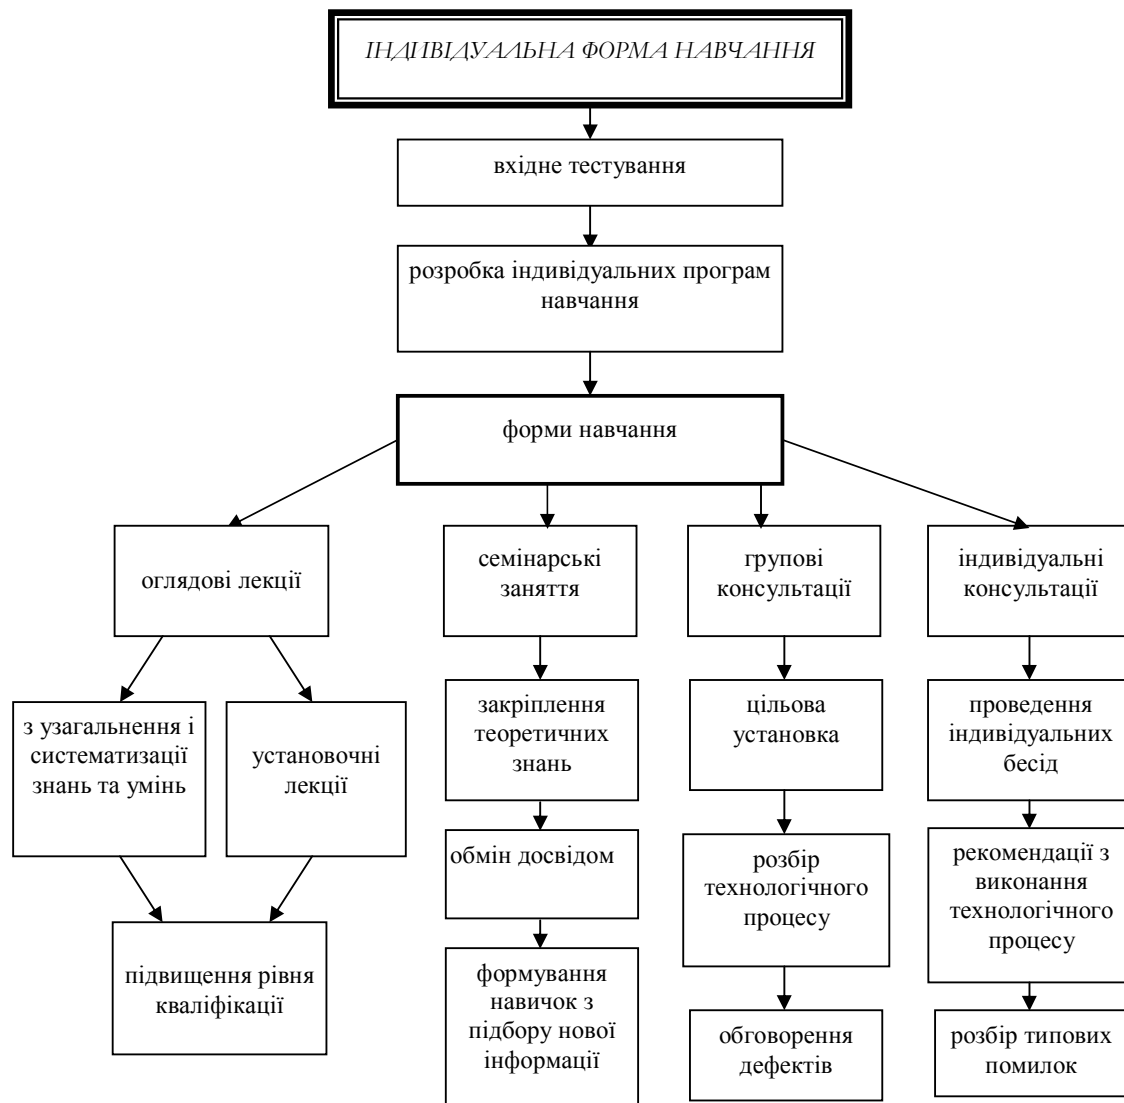 ІНДИВІДУАЛЬНА ФОРМА НАВЧАННЯ
вхідне тестування
розробка індивідуальних програм
навчання
форми навчання
оглядові лекції
семінарські
заняття
групові
консультації
індивідуальні
консультації
з узагальнення і
систематизації
знань та умінь
установочні
лекції
закріплення
теоретичних
знань
цільова
установка
проведення
індивідуальних
бесід
обмін досвідом
розбір
технологічного
процесу
рекомендації з
виконання
технологічного
процесу
підвищення рівня
кваліфікації
формування
навичок з
підбору нової
інформації
обговорення
дефектів
розбір типових
помилок